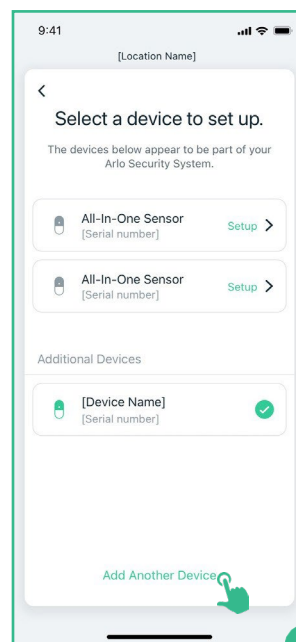 9:41
[Location Name]
Select a device to set up.
The devices below appear to be part of your
Arlo Security System.
All-In-One Sensor
[Serial number]
Setup
All-In-One Sensor
[Serial number]
Setup
Additional Devices
[Device Name]
[Serial number]
Add Another Device